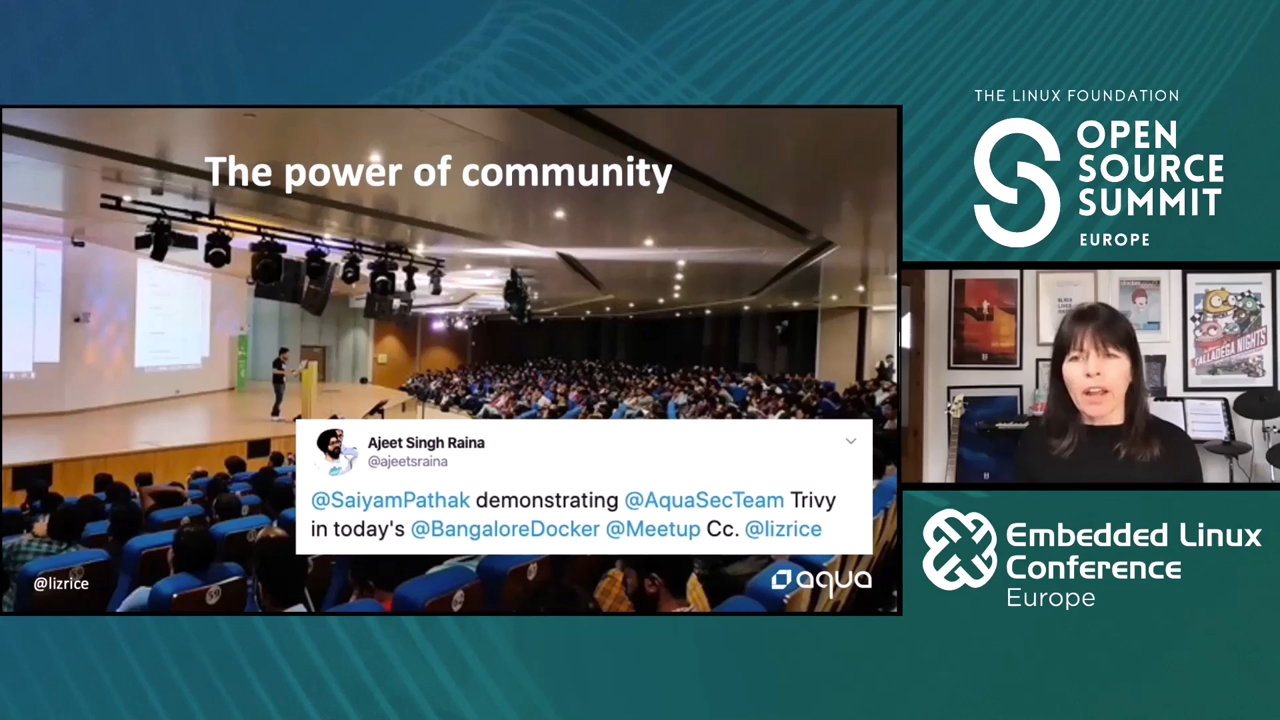 The power of community
Ajeet Singh Raina
@ajeetsraina
@SaiyamPathak demonstrating @AquaSecTeam Trivy
in today's @BangaloreDocker @Meetup Cc. @lizrice
@lizrice
aqua
THE LINUX FOUNDATION
OPEN
SOURCE
SUMMIT
EUROPE
TALLADEGA NIGHTS
Embedded Linux
Conference
Europe